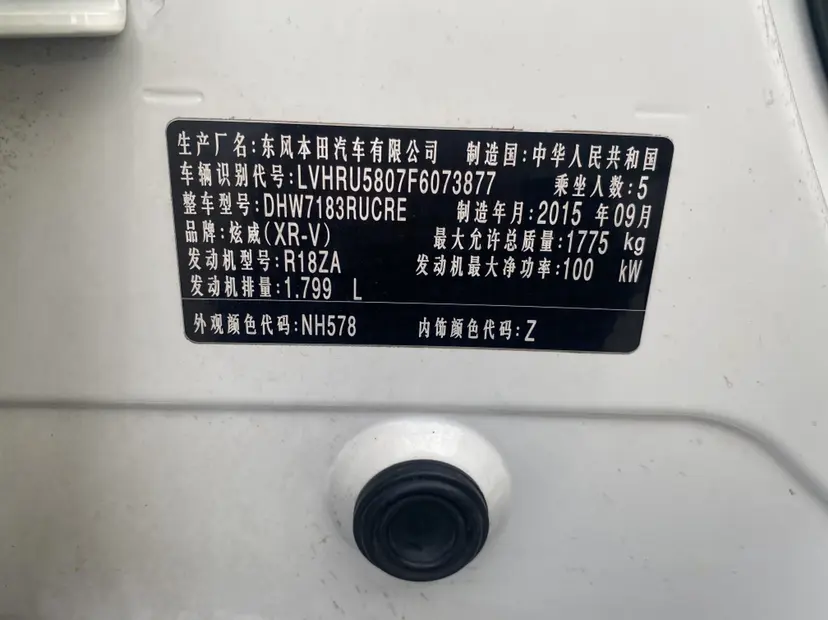 生产厂名:东风本田汽车有限公司 制造国:中华人民共和国
车辆识别代号:LVHRU5807F6073877 乘坐人数:5
整车型号:DHW7183RUCRE 制造年月:2015 年09月
品牌:炫威(XR-V) 最大允许总质量:1775 kg
发动机型号:R18ZA 发动机最大净功率:100 kW
发动机排量:1.799 L
外观颜色代码:NH578 内饰颜色代码:Z